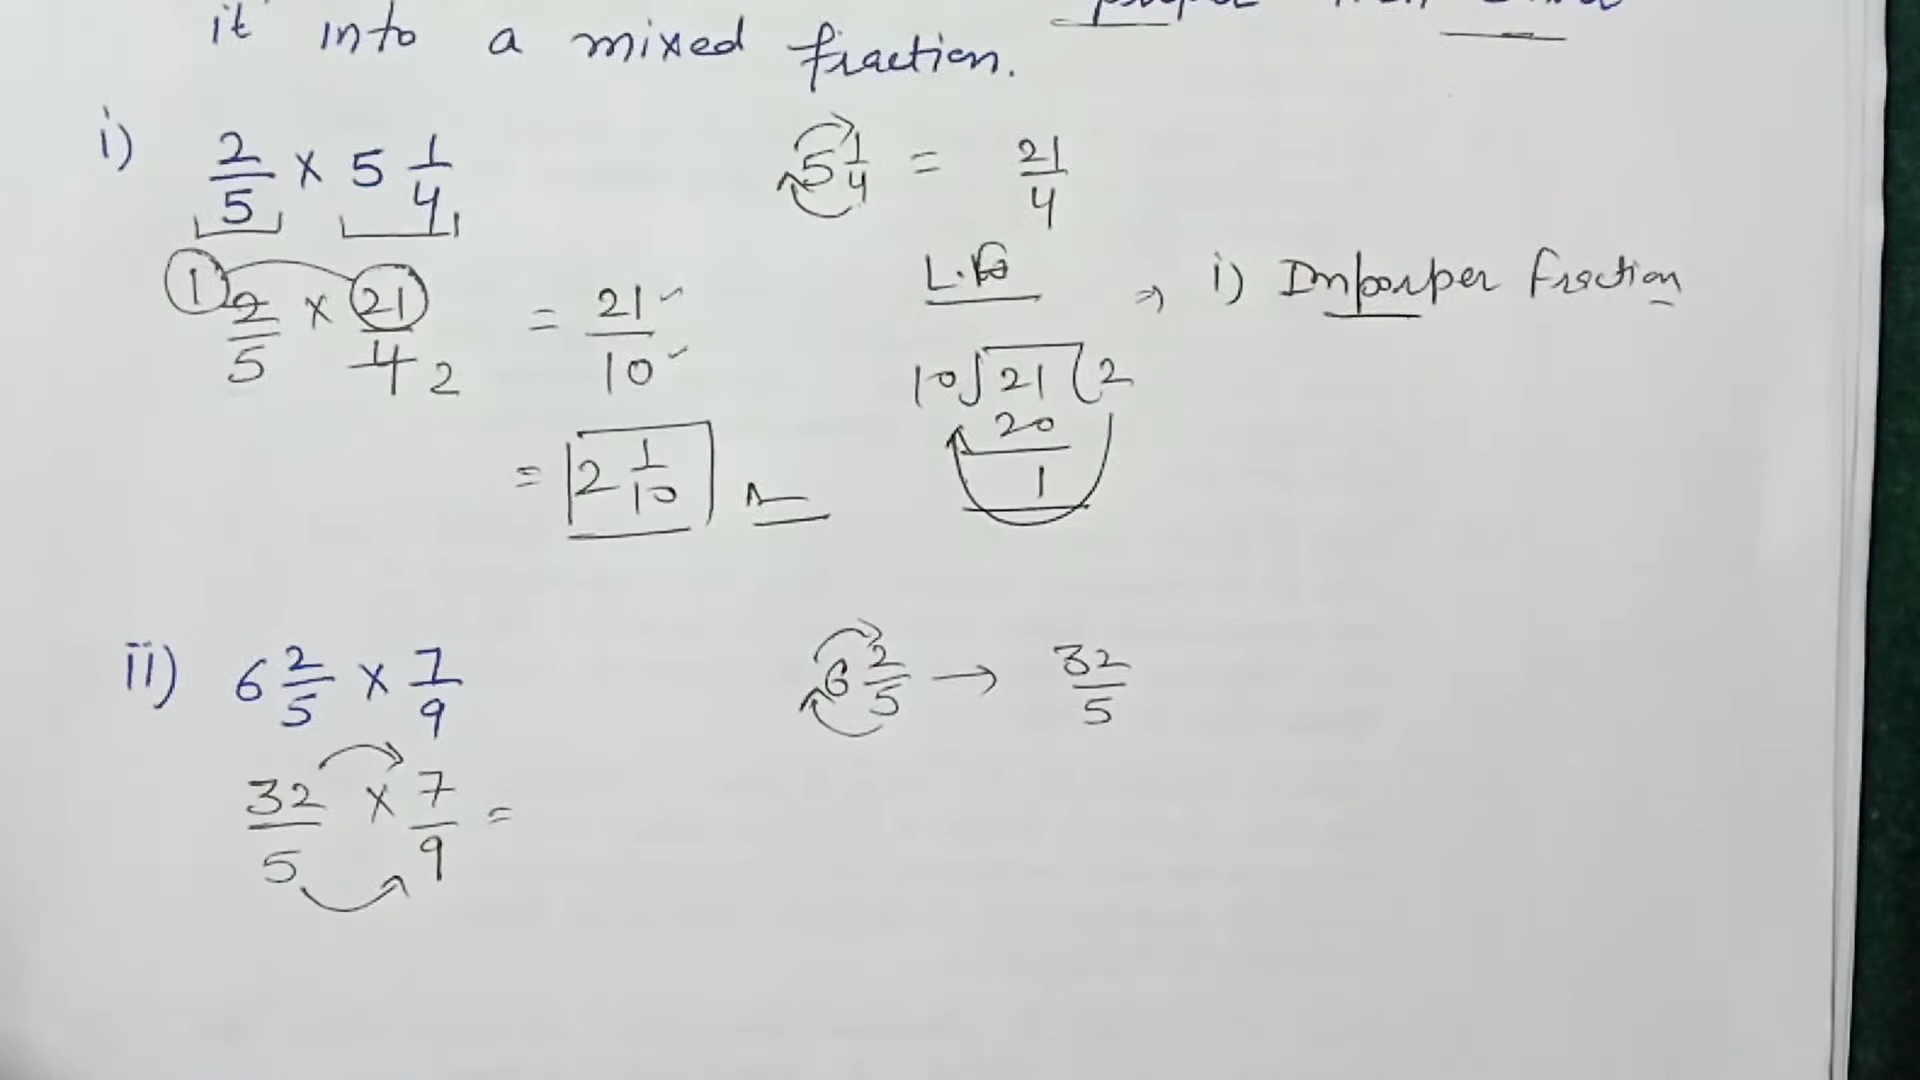 it into a mixed fraction.
i) 2/5 × 5 1/4
5 1/4 = 21/4
1 2/5 × 21/4 2 = 21/10
L.F
⇒ i) Imporper fraction
10)21(2
20
1
= 2 1/10
ii) 6 2/5 × 7/9
6 2/5 → 32/5
32/5 × 7/9 =